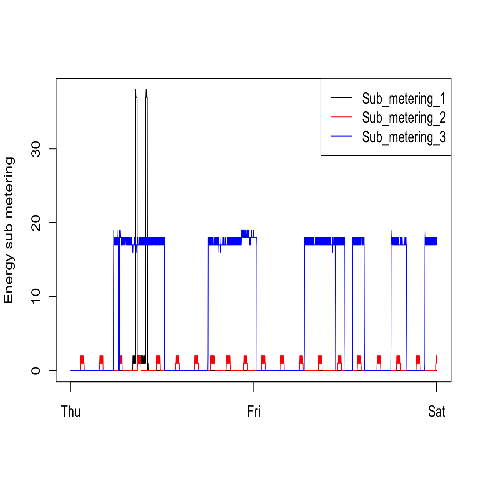 Sub_metering_1
Sub_metering_2
Sub_metering_3
Energy sub metering
30
20
10
0
Thu
Fri
Sat